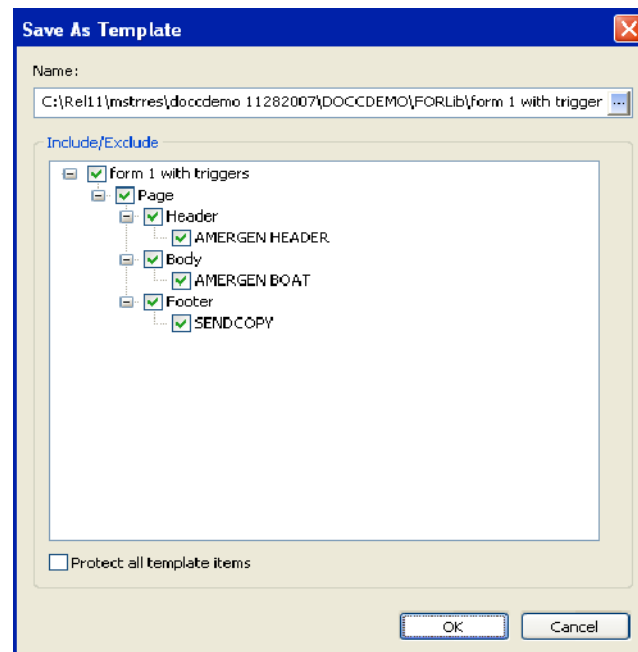 Save As Template
Name:
C:\Rel11\mstrres\doccdemo 11282007\DOCCDEMO\FORLib\form 1 with trigger ...
Include/Exclude
form 1 with triggers
Page
Header
AMERGEN HEADER
Body
AMERGEN BOAT
Footer
SENDCOPY
Protect all template items
OK Cancel